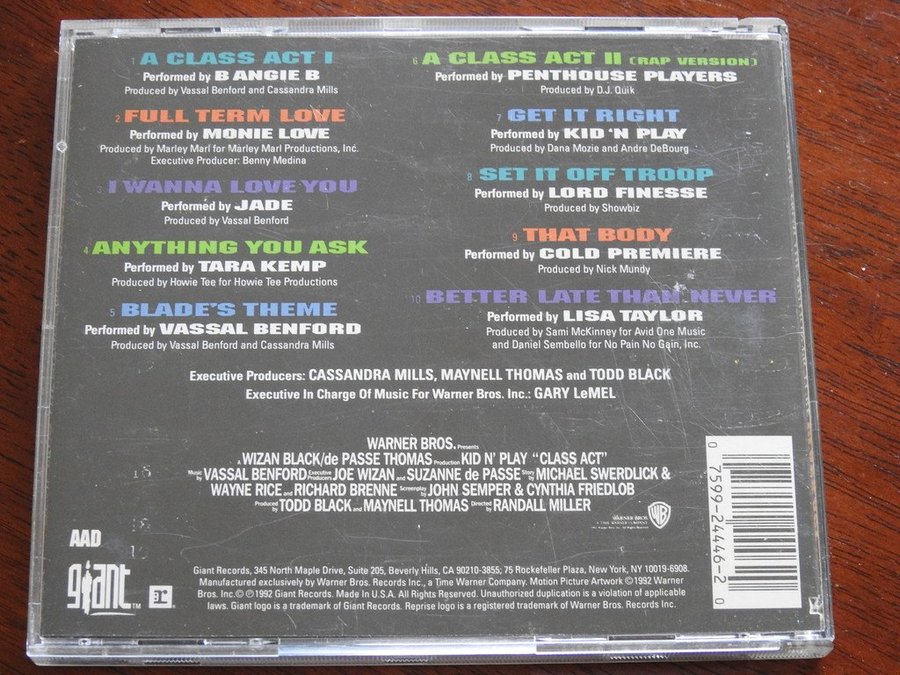 1 A CLASS ACT I
Performed by B ANGIE B
Produced by Vassal Benford and Cassandra Mills
2 FULL TERM LOVE
Performed by MONIE LOVE
Produced by Marley Marl for Marley Marl Productions, Inc.
Executive Producer: Benny Medina
3 I WANNA LOVE YOU
Performed by JADE
Produced by Vassal Benford
4 ANYTHING YOU ASK
Performed by TARA KEMP
Produced by Howie Tee for Howie Tee Productions
5 BLADE'S THEME
Performed by VASSAL BENFORD
Produced by Vassal Benford and Cassandra Mills
6 A CLASS ACT II (RAP VERSION)
Performed by PENTHOUSE PLAYERS
Produced by D.J. Quik
7 GET IT RIGHT
Performed by KID 'N PLAY
Produced by Dana Mozie and Andre DeBourg
8 SET IT OFF TROOP
Performed by LORD FINESSE
Produced by Showbiz
9 THAT BODY
Performed by COLD PREMIERE
Produced by Nick Mundy
10 BETTER LATE THAN NEVER
Performed by LISA TAYLOR
Produced by Sami McKinney for Avid One Music
and Daniel Sembello for No Pain No Gain, Inc.
Executive Producers: CASSANDRA MILLS, MAYNELL THOMAS and TODD BLACK
Executive In Charge Of Music For Warner Bros. Inc.: GARY LeMEL
WARNER BROS. Presents
A WIZAN BLACK/de PASSE THOMAS Production KID N' PLAY "CLASS ACT"
Music by VASSAL BENFORD Executive Producers JOE WIZAN and SUZANNE de PASSE Story by MICHAEL SWERDLICK &
WAYNE RICE and RICHARD BRENNE Screenplay by JOHN SEMPER & CYNTHIA FRIEDLOB
Produced by TODD BLACK and MAYNELL THOMAS Directed by RANDALL MILLER
WB
WARNER BROS.
A TIME WARNER COMPANY
AAD
giant
r
Giant Records, 345 North Maple Drive, Suite 205, Beverly Hills, CA 90210-3855; 75 Rockefeller Plaza, New York, NY 10019-6908.
Manufactured exclusively by Warner Bros. Records Inc., a Time Warner Company. Motion Picture Artwork ©1992 Warner
Bros. Inc. © ℗ 1992 Giant Records. Made In U.S.A. All Rights Reserved. Unauthorized duplication is a violation of applicable
laws. Giant logo is a trademark of Giant Records. Reprise logo is a registered trademark of Warner Bros. Records Inc.
0 7599-24446-2 0